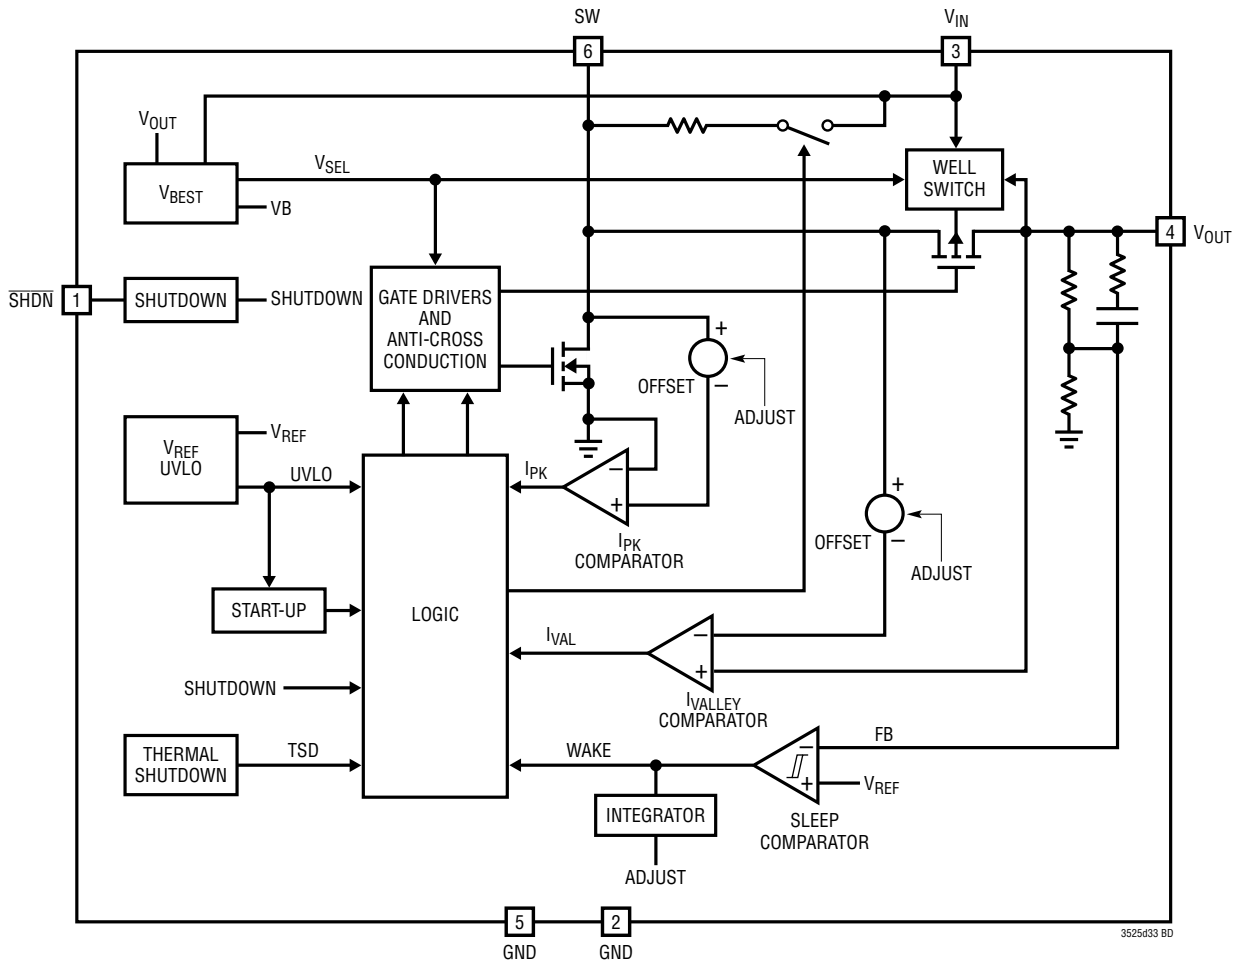 SW
VIN
6
3
VOUT
VSEL
VBEST
VB
WELL
SWITCH
4
VOUT
SHDN
1
SHUTDOWN
SHUTDOWN
GATE DRIVERS
AND
ANTI-CROSS
CONDUCTION
+
OFFSET
–
ADJUST
VREF
UVLO
VREF
UVLO
IPK
–
+
IPK
COMPARATOR
+
OFFSET
–
ADJUST
START-UP
LOGIC
IVAL
–
+
IVALLEY
COMPARATOR
SHUTDOWN
THERMAL
SHUTDOWN
TSD
WAKE
FB
–
+
VREF
INTEGRATOR
SLEEP
COMPARATOR
ADJUST
5
2
GND
GND
3525d33 BD